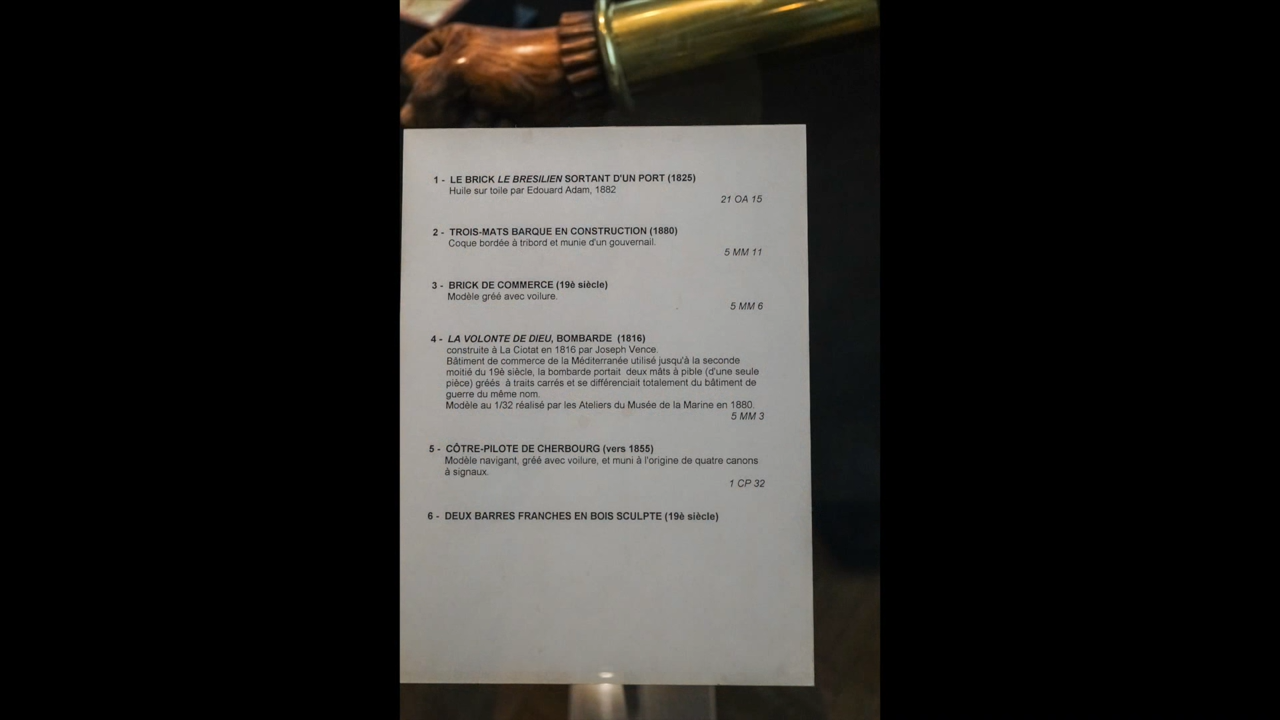 1 - LE BRICK LE BRESILIEN SORTANT D'UN PORT (1825)
Huile sur toile par Edouard Adam, 1882
21 OA 15
2 - TROIS-MATS BARQUE EN CONSTRUCTION (1880)
Coque bordée à tribord et munie d'un gouvernail.
5 MM 11
3 - BRICK DE COMMERCE (19è siècle)
Modèle gréé avec voilure.
5 MM 6
4 - LA VOLONTE DE DIEU, BOMBARDE (1816)
construite à La Ciotat en 1816 par Joseph Vence.
Bâtiment de commerce de la Méditerranée utilisé jusqu'à la seconde
moitié du 19è siècle, la bombarde portait deux mâts à pible (d'une seule
pièce) gréés à traits carrés et se différenciait totalement du bâtiment de
guerre du même nom.
Modèle au 1/32 réalisé par les Ateliers du Musée de la Marine en 1880.
5 MM 3
5 - CÔTRE-PILOTE DE CHERBOURG (vers 1855)
Modèle navigant, gréé avec voilure, et muni à l'origine de quatre canons
à signaux.
1 CP 32
6 - DEUX BARRES FRANCHES EN BOIS SCULPTE (19è siècle)